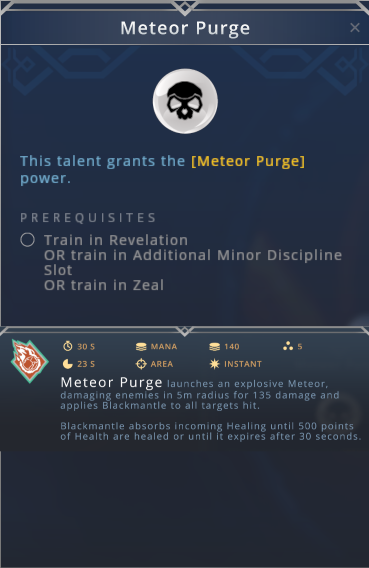 Meteor Purge
This talent grants the [Meteor Purge]
power.
PREREQUISITES
Train in Revelation
OR train in Additional Minor Discipline
Slot
OR train in Zeal
30 S MANA 140 5
23 S AREA INSTANT
Meteor Purge launches an explosive Meteor,
damaging enemies in 5m radius for 135 damage and
applies Blackmantle to all targets hit.
Blackmantle absorbs incoming Healing until 500 points
of Health are healed or until it expires after 30 seconds.